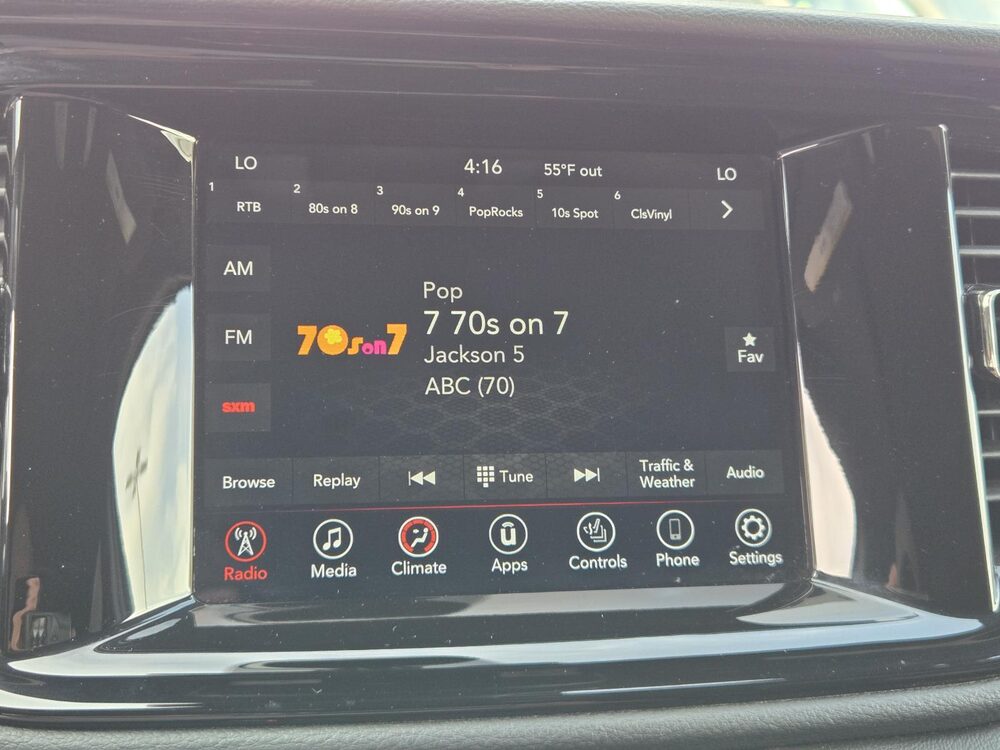 LO 4:16 55°F out LO
1 RTB 2 80s on 8 3 90s on 9 4 PopRocks 5 10s Spot 6 ClsVinyl
AM
FM
sxm
70s on 7
Pop
7 70s on 7
Jackson 5
ABC (70)
Fav
Browse Replay Tune Traffic & Weather Audio
Radio Media Climate u Apps Controls Phone Settings